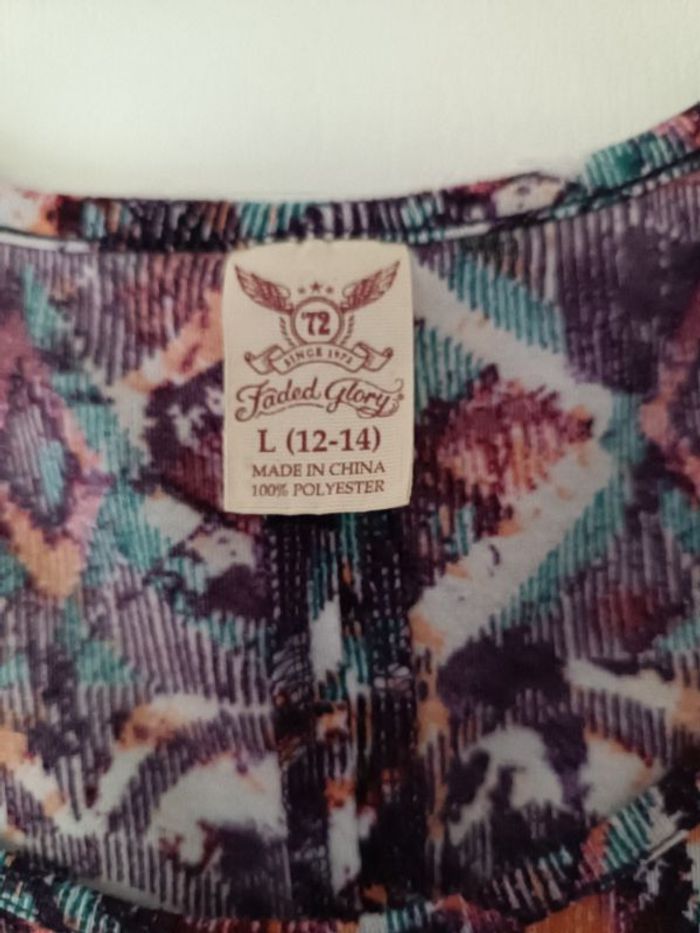 '72
SINCE 1972
Faded Glory
L (12-14)
MADE IN CHINA
100% POLYESTER